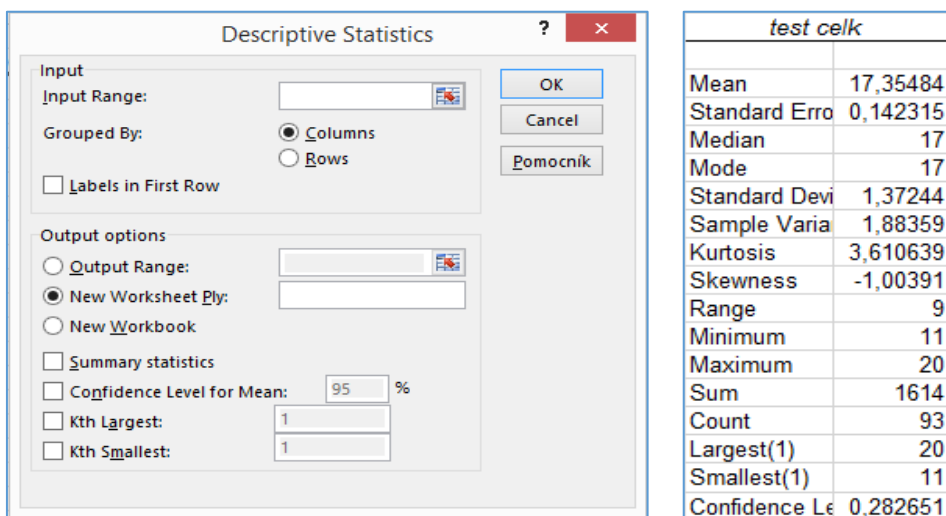 Descriptive Statistics
?
×
Input
Input Range:
Grouped By:
Columns
Rows
Labels in First Row
OK
Cancel
Pomocník
Output options
Output Range:
New Worksheet Ply:
New Workbook
Summary statistics
Confidence Level for Mean:
95 %
Kth Largest:
1
Kth Smallest:
1
test celk
Mean 17,35484
Standard Erro 0,142315
Median 17
Mode 17
Standard Devi 1,37244
Sample Varia 1,88359
Kurtosis 3,610639
Skewness -1,00391
Range 9
Minimum 11
Maximum 20
Sum 1614
Count 93
Largest(1) 20
Smallest(1) 11
Confidence Le 0,282651